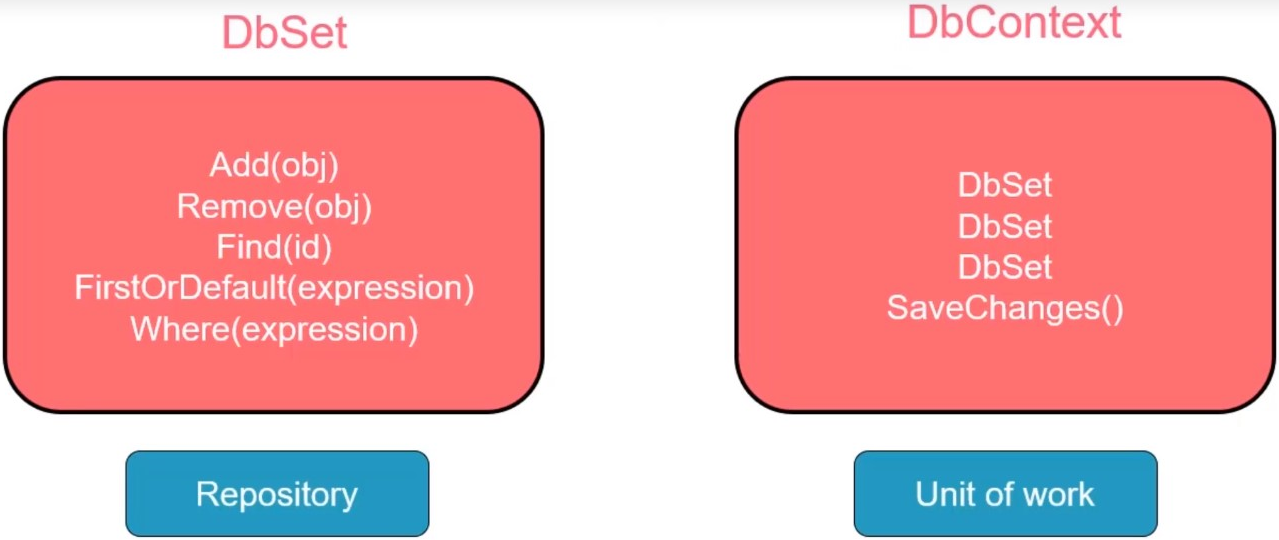 DbSet
Add(obj)
Remove(obj)
Find(id)
FirstOrDefault(expression)
Where(expression)
Repository
DbContext
DbSet
DbSet
DbSet
SaveChanges()
Unit of work